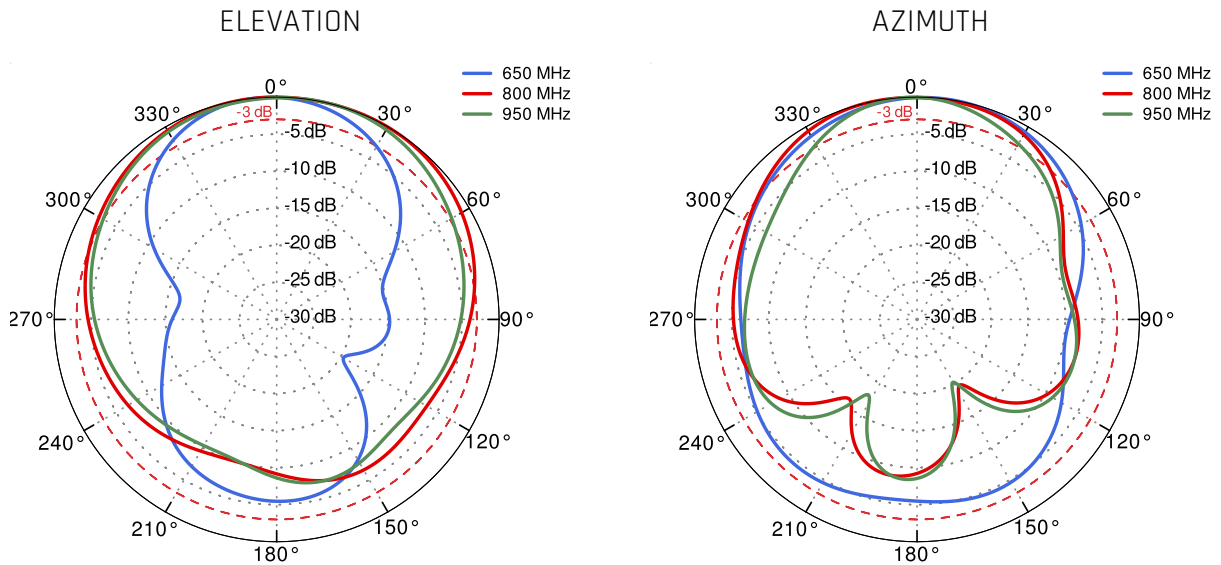 ELEVATION
650 MHz
800 MHz
950 MHz
0°
330°
-3 dB
30°
-5 dB
-10 dB
300°
60°
-15 dB
-20 dB
-25 dB
270°
-30 dB
90°
240°
120°
210°
150°
180°
AZIMUTH
650 MHz
800 MHz
950 MHz
0°
330°
-3 dB
30°
-5 dB
-10 dB
300°
60°
-15 dB
-20 dB
-25 dB
270°
-30 dB
90°
240°
120°
210°
150°
180°